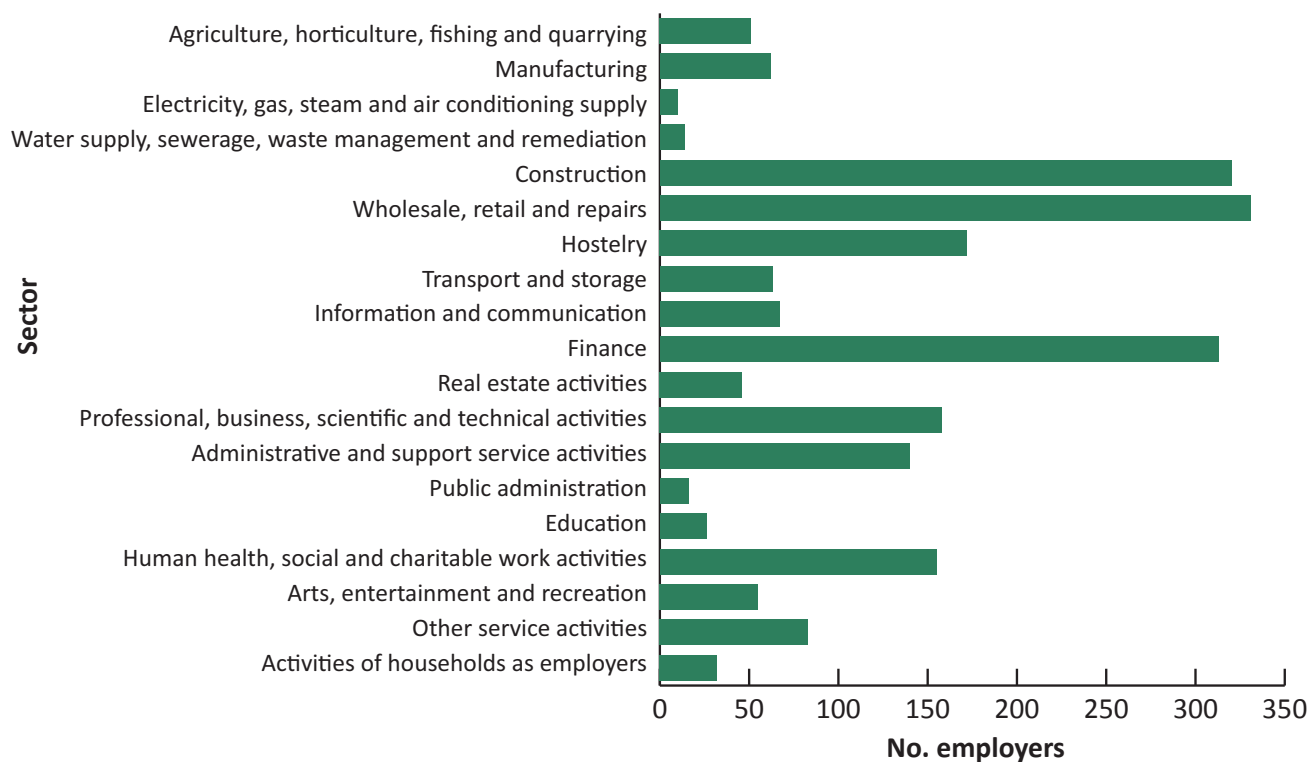 Agriculture, horticulture, fishing and quarrying
Manufacturing
Electricity, gas, steam and air conditioning supply
Water supply, sewerage, waste management and remediation
Construction
Wholesale, retail and repairs
Hostelry
Transport and storage
Information and communication
Finance
Real estate activities
Professional, business, scientific and technical activities
Administrative and support service activities
Public administration
Education
Human health, social and charitable work activities
Arts, entertainment and recreation
Other service activities
Activities of households as employers
Sector
0 50 100 150 200 250 300 350
No. employers